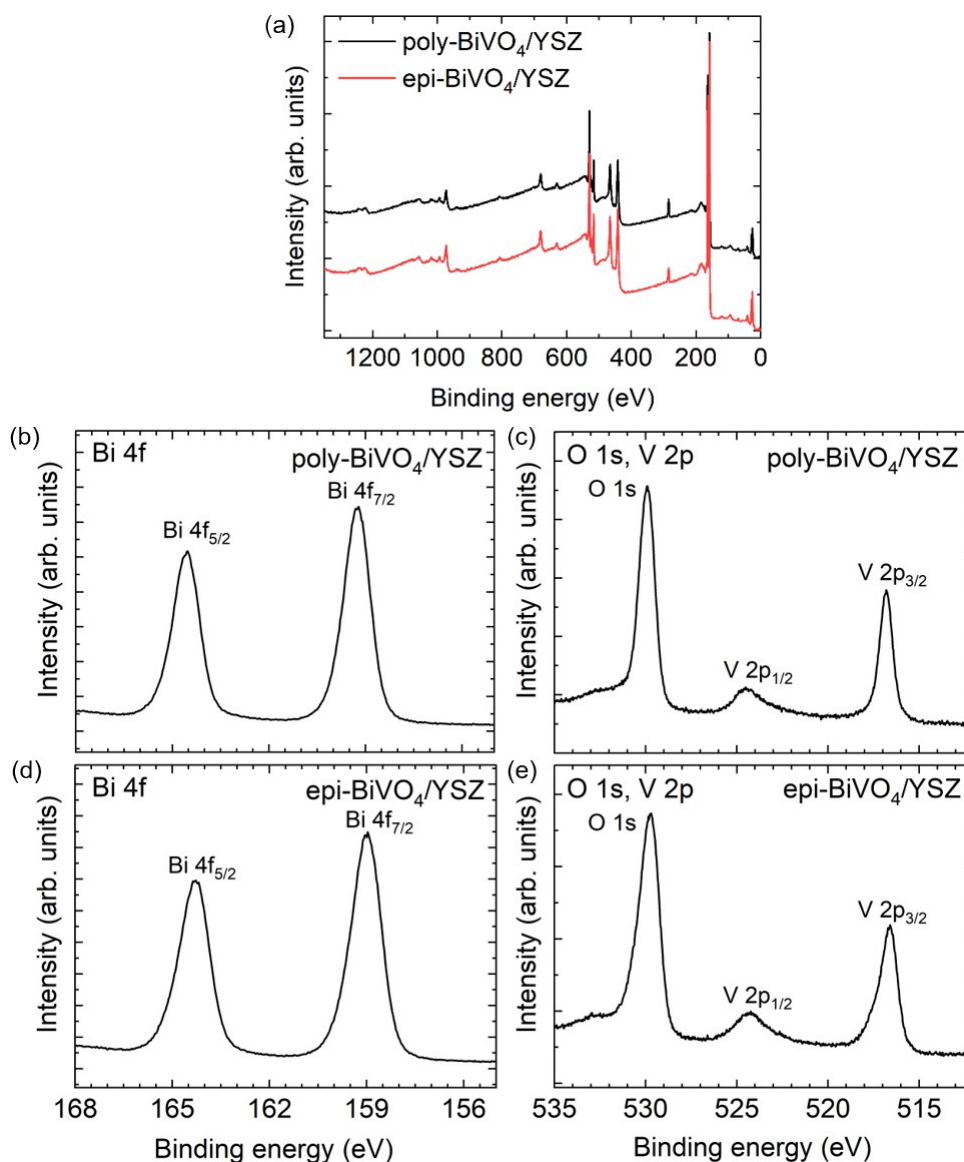 (a)
poly-BiVO₄/YSZ
epi-BiVO₄/YSZ
Intensity (arb. units)
1200 1000 800 600 400 200 0
Binding energy (eV)
(b)
Bi 4f
poly-BiVO₄/YSZ
Bi 4f₇/₂
Bi 4f₅/₂
Intensity (arb. units)
168 165 162 159 156
(c)
O 1s, V 2p
poly-BiVO₄/YSZ
O 1s
V 2p₃/₂
V 2p₁/₂
Intensity (arb. units)
(d)
Bi 4f
epi-BiVO₄/YSZ
Bi 4f₇/₂
Bi 4f₅/₂
Intensity (arb. units)
Binding energy (eV)
(e)
O 1s, V 2p
epi-BiVO₄/YSZ
O 1s
V 2p₃/₂
V 2p₁/₂
Intensity (arb. units)
535 530 525 520 515
Binding energy (eV)